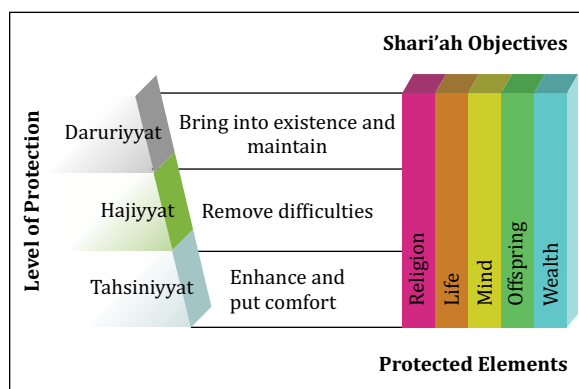 Shari'ah Objectives
Level of Protection
Daruriyyat
Bring into existence and
maintain
Hajiyyat
Remove difficulties
Tahsiniyyat
Enhance and
put comfort
Religion
Life
Mind
Offspring
Wealth
Protected Elements